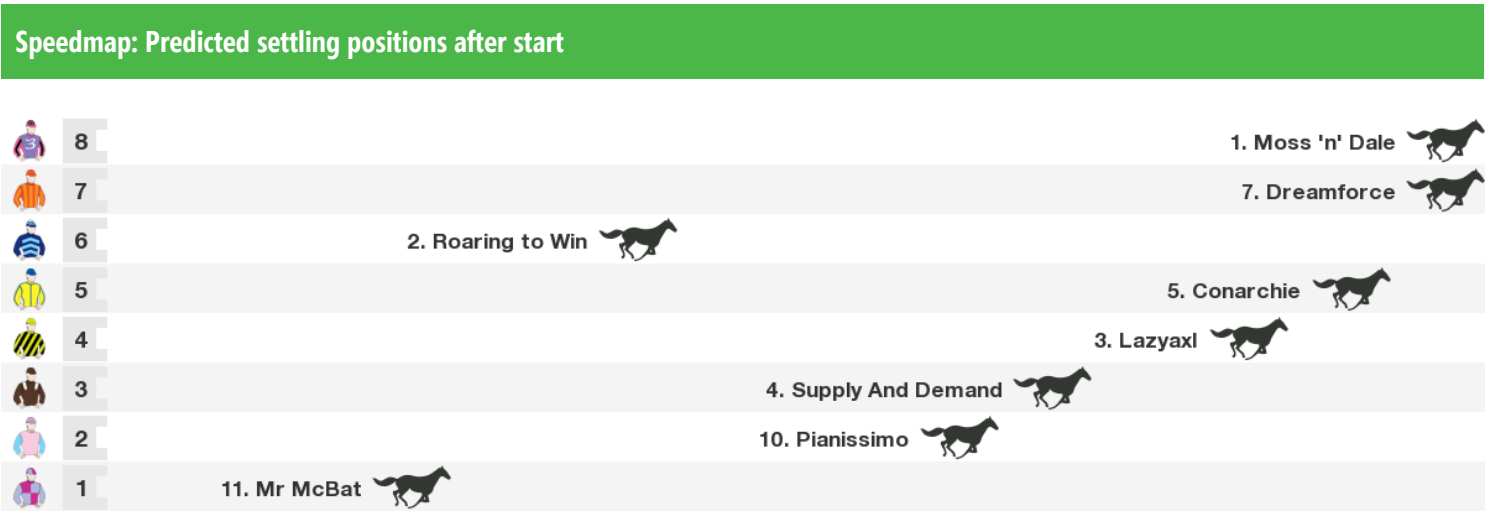 Speedmap: Predicted settling positions after start
8 1. Moss 'n' Dale
7 7. Dreamforce
6 2. Roaring to Win
5 5. Conarchie
4 3. Lazyaxl
3 4. Supply And Demand
2 10. Pianissimo
1 11. Mr McBat